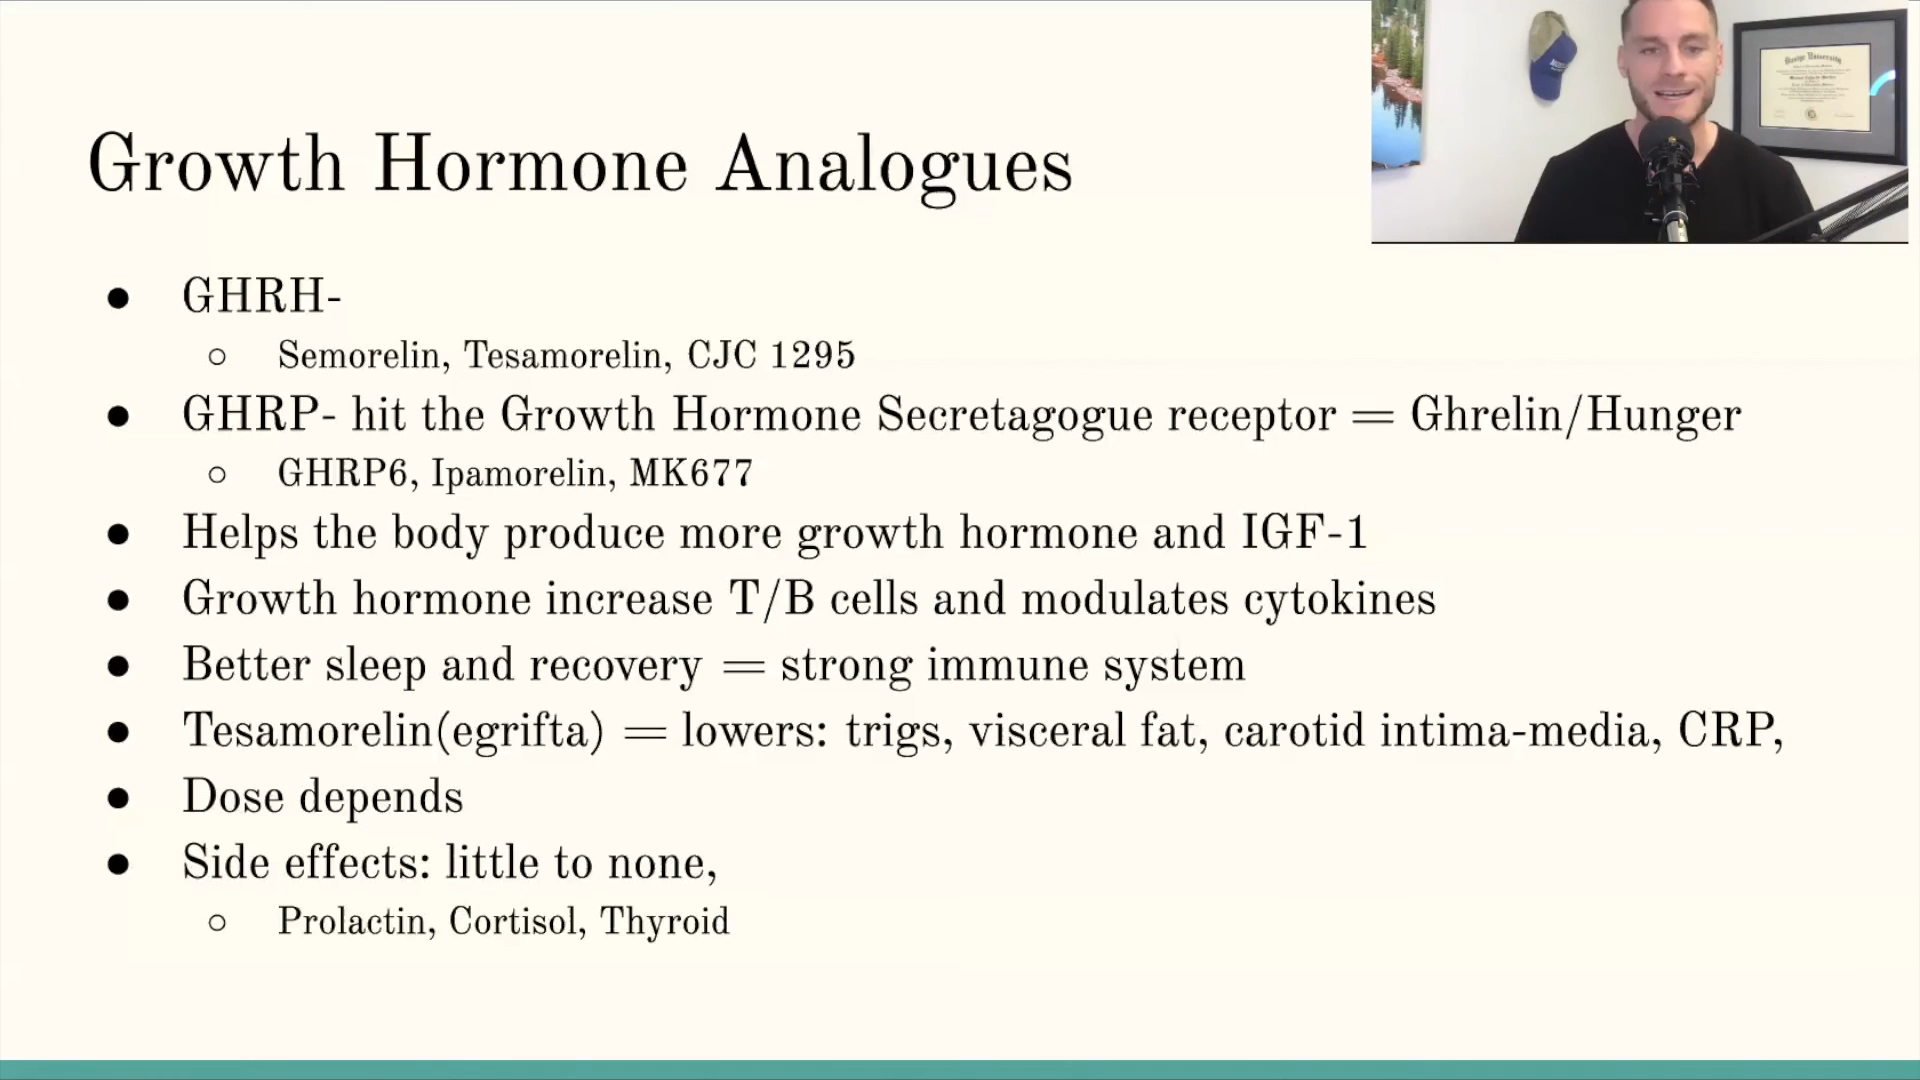 Growth Hormone Analogues
● GHRH-
○ Semorelin, Tesamorelin, CJC 1295
● GHRP- hit the Growth Hormone Secretagogue receptor = Ghrelin/Hunger
○ GHRP6, Ipamorelin, MK677
● Helps the body produce more growth hormone and IGF-1
● Growth hormone increase T/B cells and modulates cytokines
● Better sleep and recovery = strong immune system
● Tesamorelin(egrifta) = lowers: trigs, visceral fat, carotid intima-media, CRP,
● Dose depends
● Side effects: little to none,
○ Prolactin, Cortisol, Thyroid